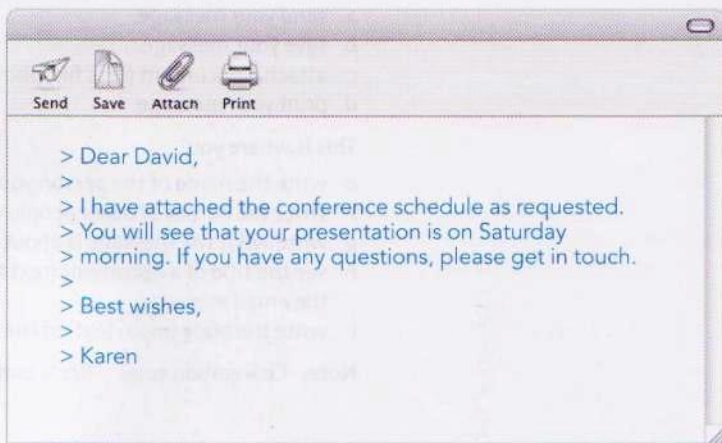 Send Save Attach Print
> Dear David,
>
> I have attached the conference schedule as requested.
> You will see that your presentation is on Saturday
> morning. If you have any questions, please get in touch.
>
> Best wishes,
>
> Karen